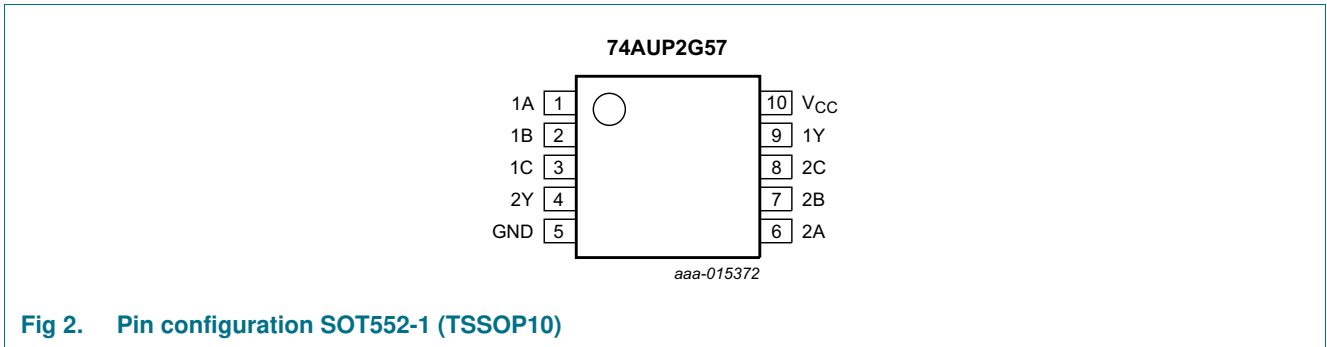 74AUP2G57
1A 1 10 VCC
1B 2 9 1Y
1C 3 8 2C
2Y 4 7 2B
GND 5 6 2A
aaa-015372
Fig 2. Pin configuration SOT552-1 (TSSOP10)